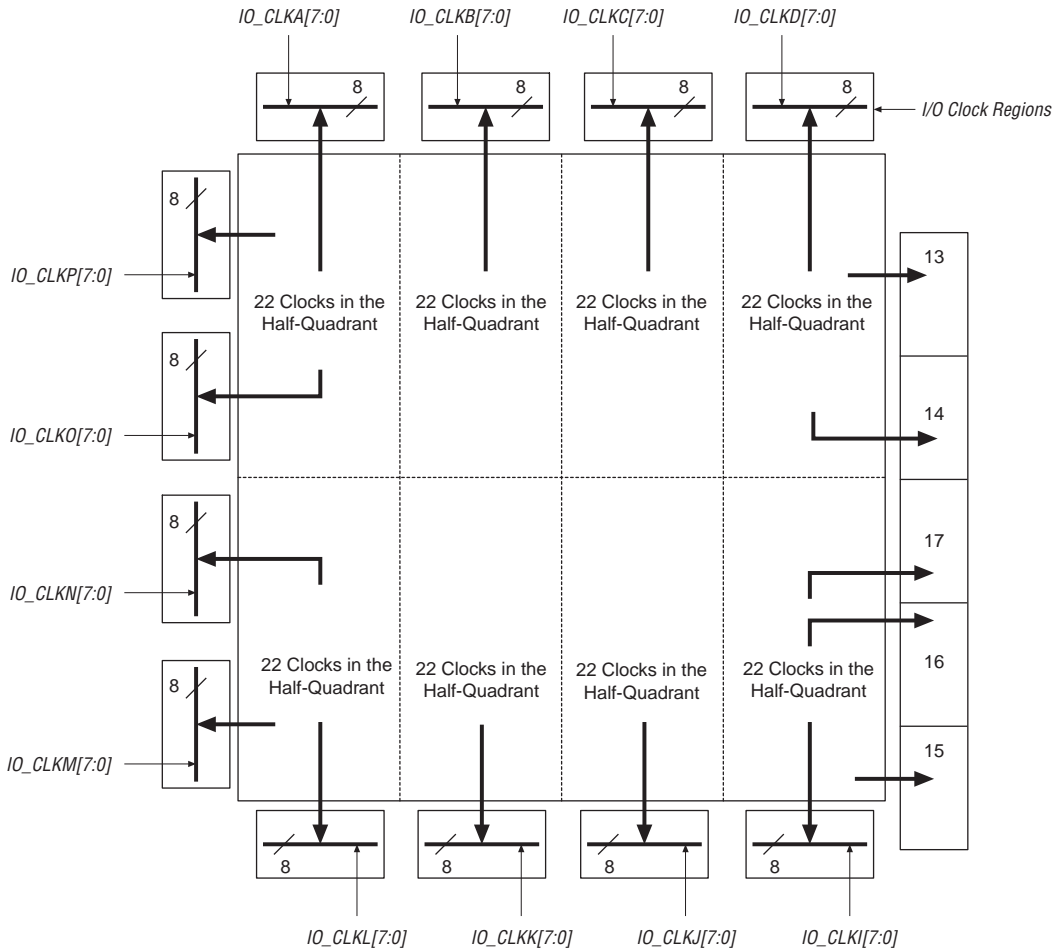 IO_CLKA[7:0]
IO_CLKB[7:0]
IO_CLKC[7:0]
IO_CLKD[7:0]
8
8
8
8
I/O Clock Regions
8
IO_CLKP[7:0]
13
22 Clocks in the
Half-Quadrant
22 Clocks in the
Half-Quadrant
22 Clocks in the
Half-Quadrant
22 Clocks in the
Half-Quadrant
8
IO_CLKO[7:0]
14
8
IO_CLKN[7:0]
17
22 Clocks in the
Half-Quadrant
22 Clocks in the
Half-Quadrant
22 Clocks in the
Half-Quadrant
22 Clocks in the
Half-Quadrant
16
8
IO_CLKM[7:0]
15
8
8
8
8
IO_CLKL[7:0]
IO_CLKK[7:0]
IO_CLKJ[7:0]
IO_CLKI[7:0]